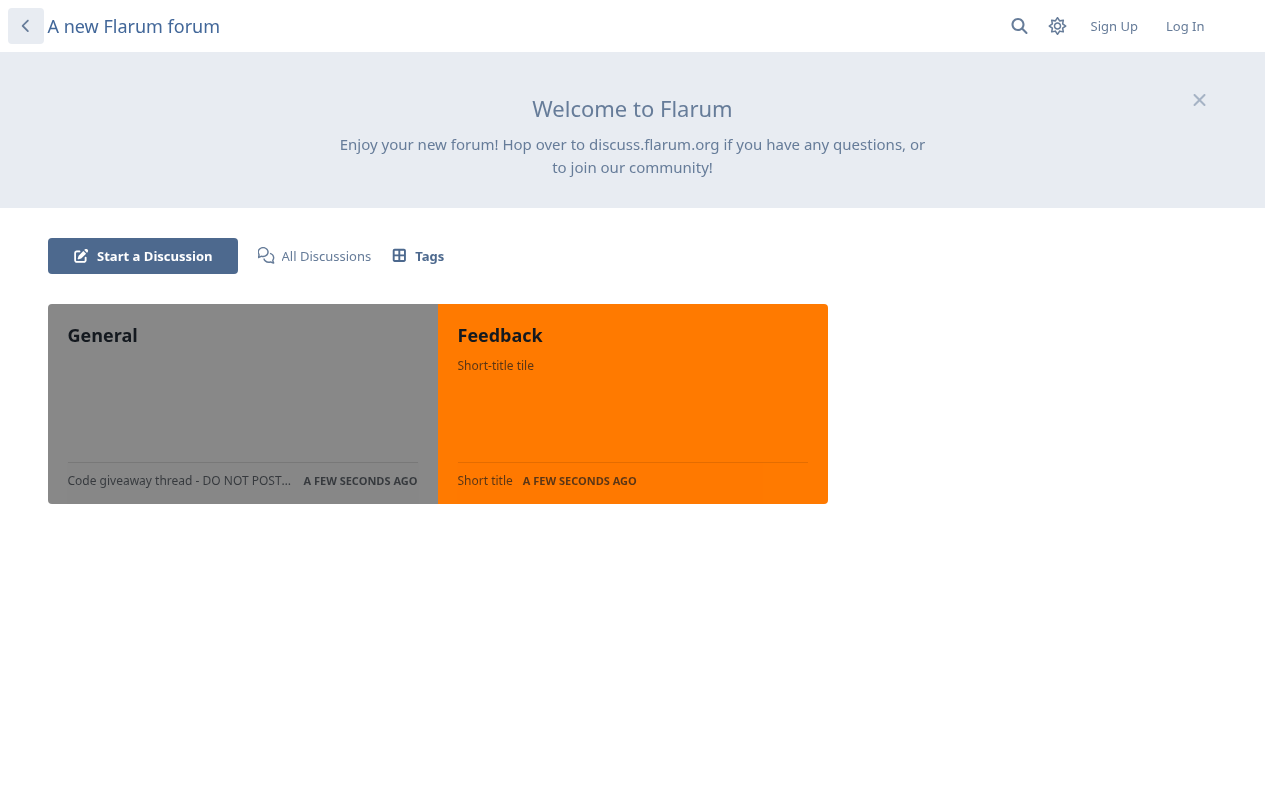 A new Flarum forum
Sign Up
Log In
Welcome to Flarum
Enjoy your new forum! Hop over to discuss.flarum.org if you have any questions, or
to join our community!
Start a Discussion
All Discussions
Tags
General
Code giveaway thread - DO NOT POST...
A FEW SECONDS AGO
Feedback
Short-title tile
Short title
A FEW SECONDS AGO